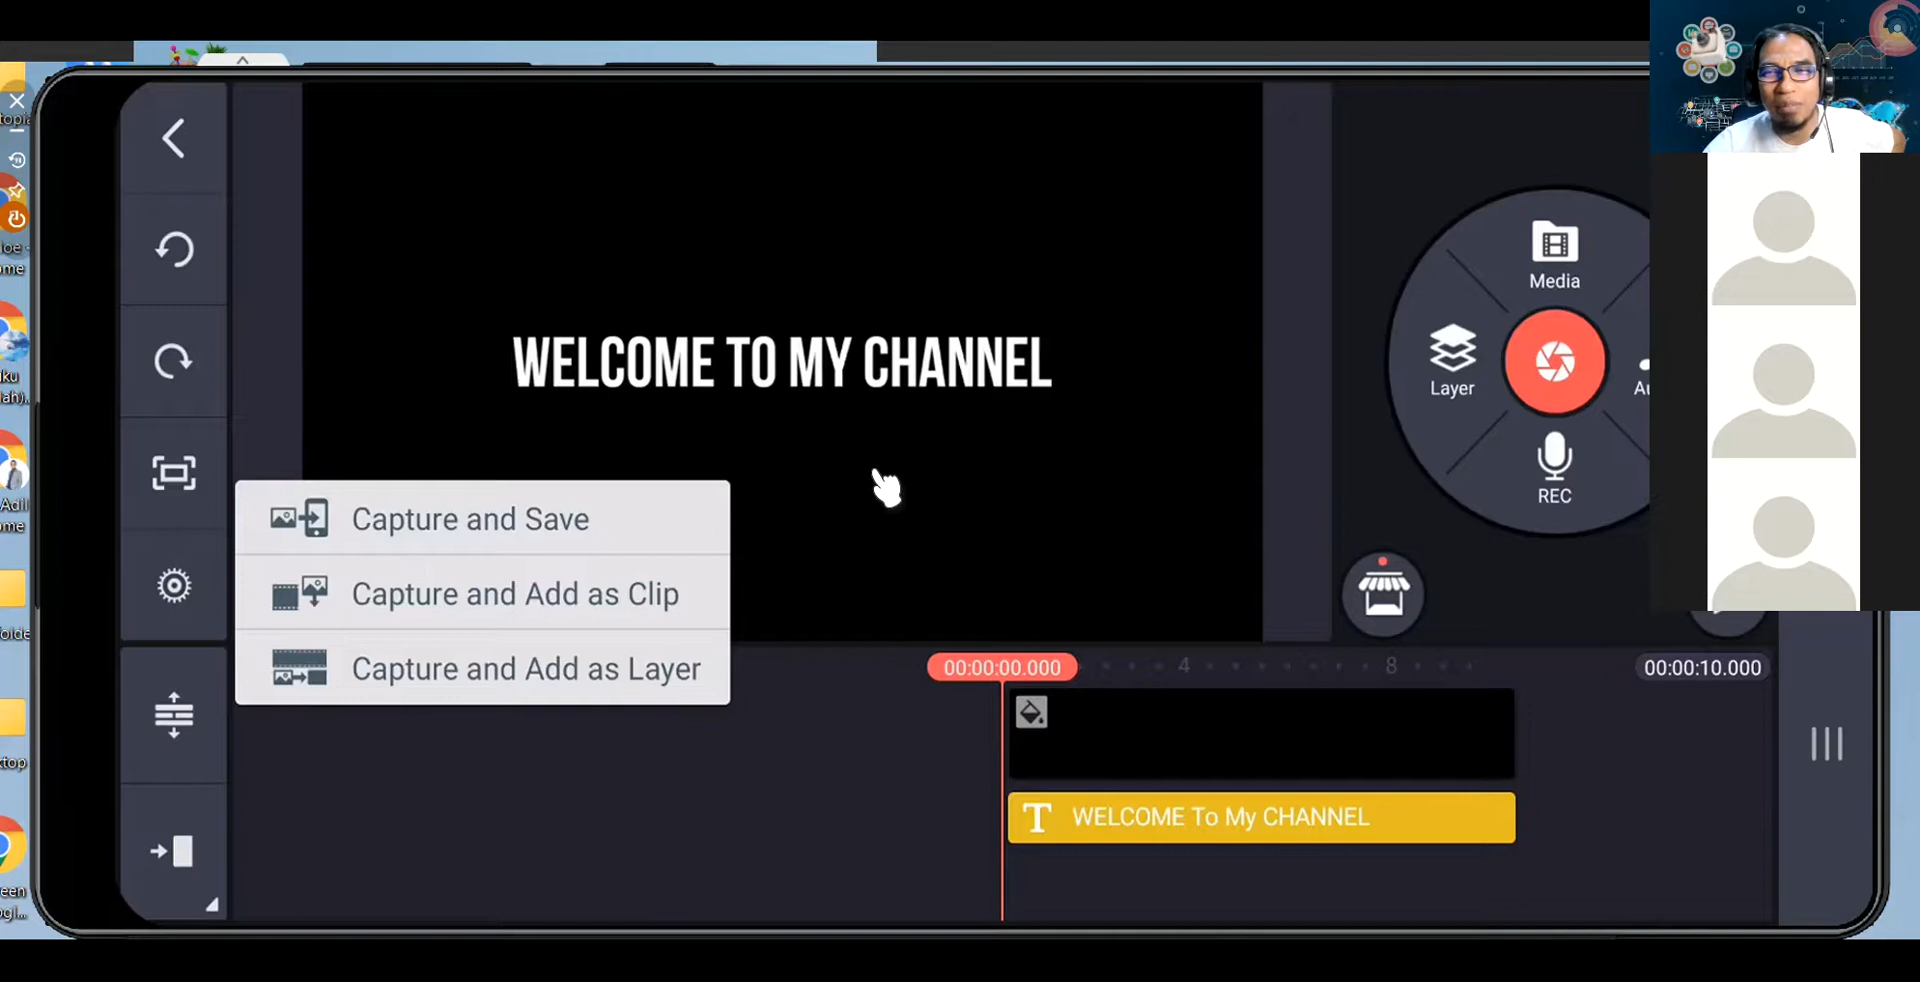 WELCOME TO MY CHANNEL
Media
Layer
REC
Capture and Save
Capture and Add as Clip
Capture and Add as Layer
00:00:00.000
4
8
00:00:10.000
T WELCOME To My CHANNEL